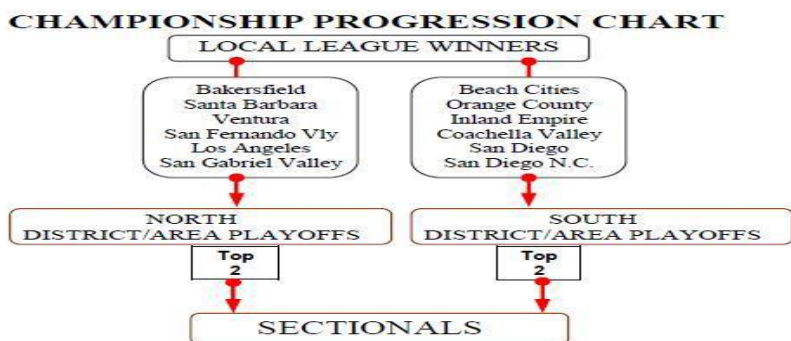 CHAMPIONSHIP PROGRESSION CHART
LOCAL LEAGUE WINNERS
Bakersfield
Santa Barbara
Ventura
San Fernando Vly
Los Angeles
San Gabriel Valley
Beach Cities
Orange County
Inland Empire
Coachella Valley
San Diego
San Diego N.C.
NORTH
DISTRICT/AREA PLAYOFFS
Top
2
SOUTH
DISTRICT/AREA PLAYOFFS
Top
2
SECTIONALS